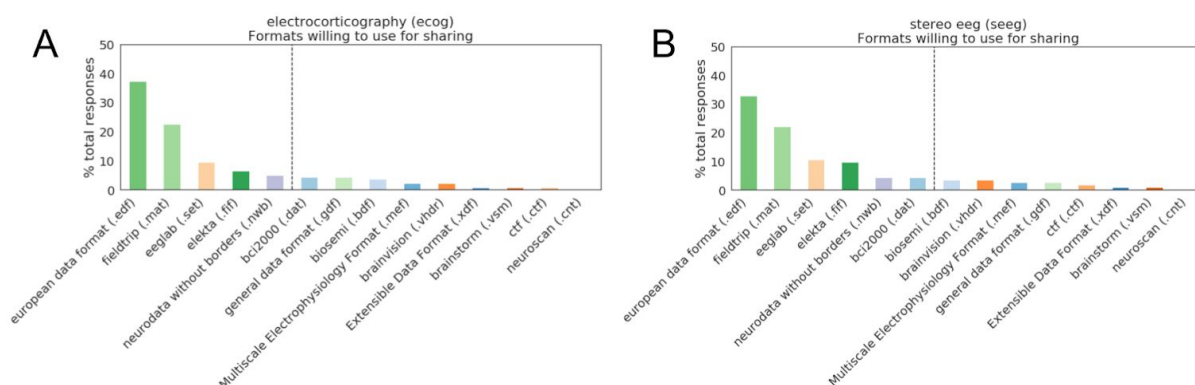 A
electrocorticography (ecog)
Formats willing to use for sharing
% total responses
50
40
30
20
10
0
european data format (.edf)
fieldtrip (.mat)
eeglab (.set)
elekta (.fif)
neurodata without borders (.nwb)
bci2000 (.dat)
general data format (.gdf)
biosemi (.bdf)
Multiscale Electrophysiology Format (.mef)
brainvision (.vhdr)
Extensible Data Format (.xdf)
brainstorm (.vsm)
ctf (.ctf)
neuroscan (.cnt)
B
stereo eeg (seeg)
Formats willing to use for sharing
% total responses
50
40
30
20
10
0
european data format (.edf)
fieldtrip (.mat)
eeglab (.set)
elekta (.fif)
neurodata without borders (.nwb)
bci2000 (.dat)
biosemi (.bdf)
brainvision (.vhdr)
Multiscale Electrophysiology Format (.mef)
general data format (.gdf)
ctf (.ctf)
Extensible Data Format (.xdf)
brainstorm (.vsm)
neuroscan (.cnt)